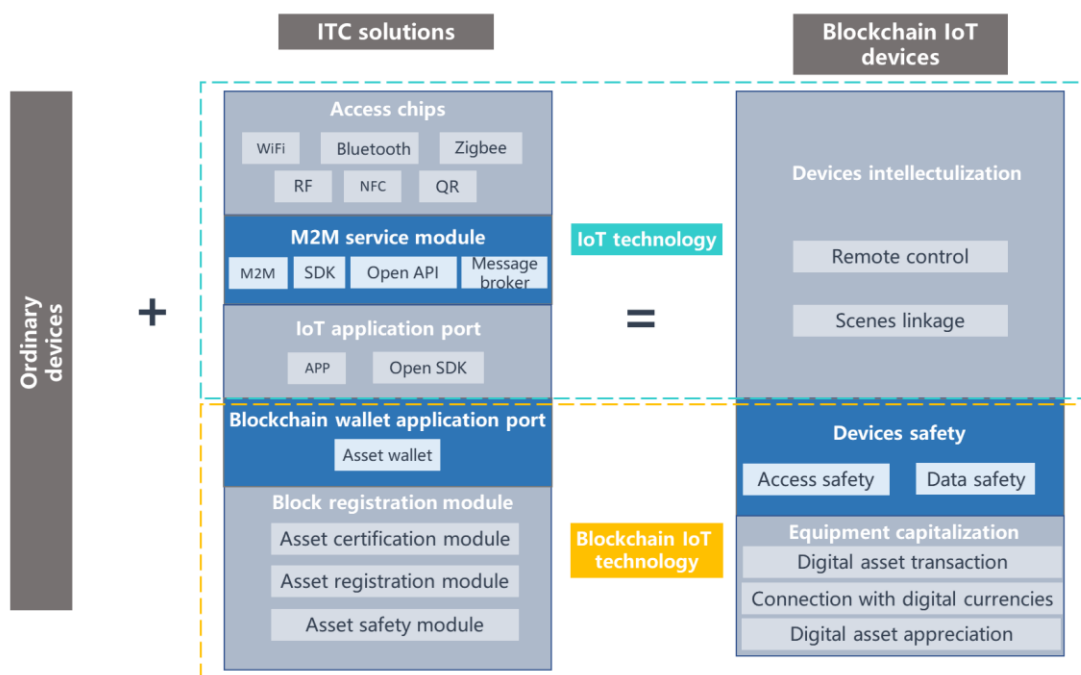 ITC solutions
Blockchain IoT
devices
Ordinary
devices
+
Access chips
WiFi
Bluetooth
Zigbee
RF
NFC
QR
M2M service module
M2M
SDK
Open API
Message
broker
IoT application port
APP
Open SDK
Blockchain wallet application port
Asset wallet
Block registration module
Asset certification module
Asset registration module
Asset safety module
IoT technology
=
Blockchain IoT
technology
Devices intellectulization
Remote control
Scenes linkage
Devices safety
Access safety
Data safety
Equipment capitalization
Digital asset transaction
Connection with digital currencies
Digital asset appreciation